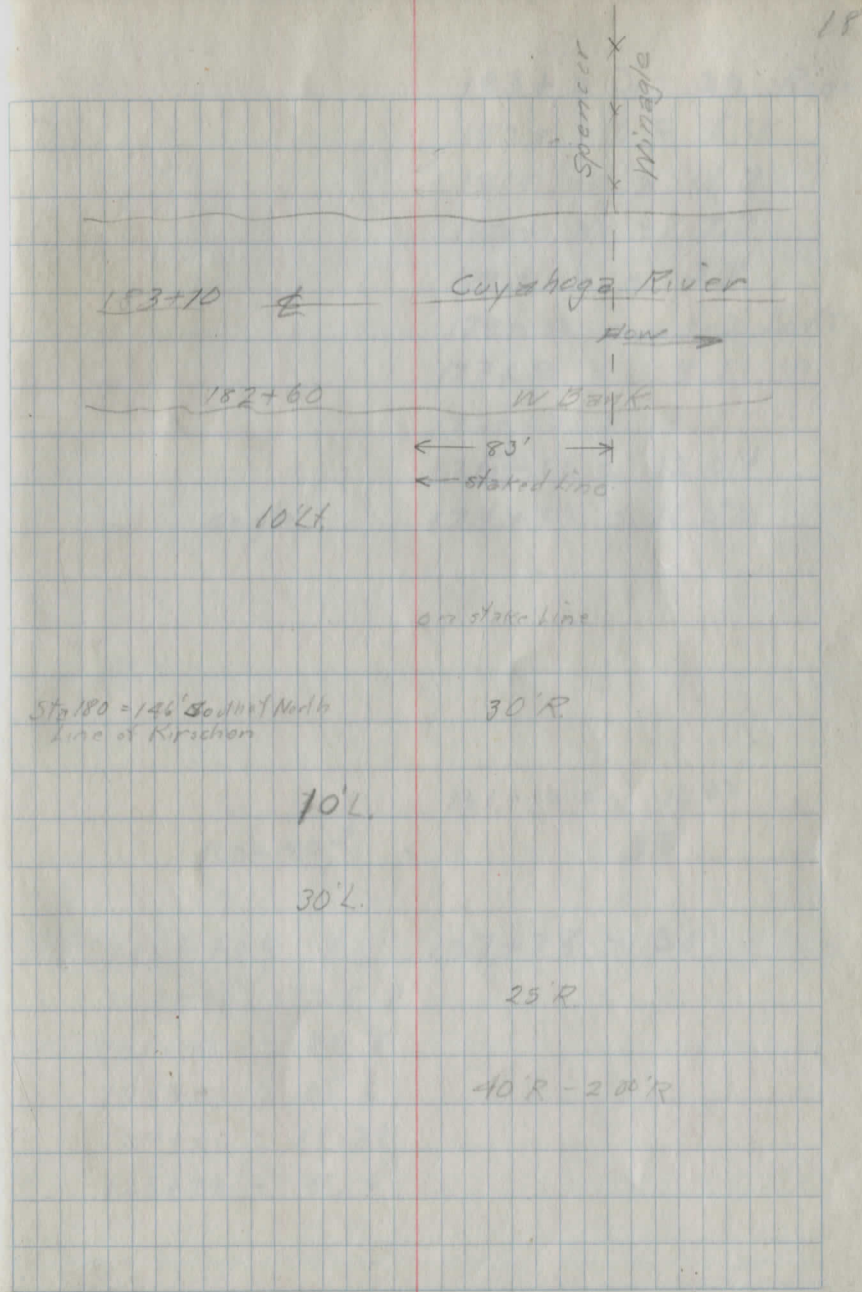 18
Spencer
Winagle
183+10 ℄ Cuyahoga River
Flow
182+60 W Bank.
83'
staked Line
10'Lt.
on stake Line
Sta 180 = 146' South of North 30'R.
Line of
10'L.
30'L.
25'R.
40'R - 200'R